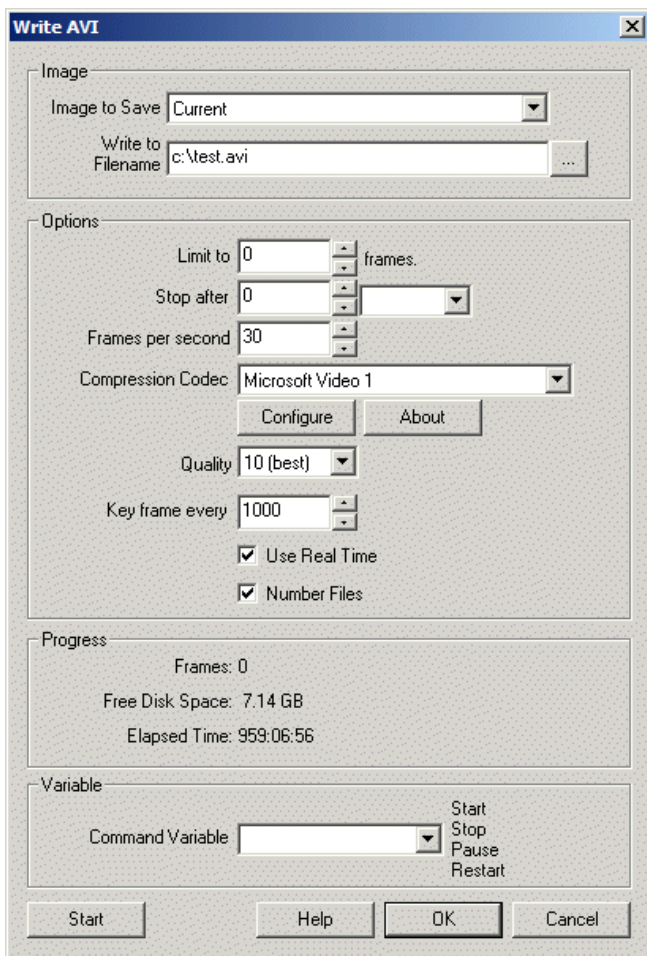 Write AVI
Image
Image to Save Current
Write to
Filename c:\test.avi ...
Options
Limit to 0 frames.
Stop after 0
Frames per second 30
Compression Codec Microsoft Video 1
Configure About
Quality 10 (best)
Key frame every 1000
Use Real Time
Number Files
Progress
Frames: 0
Free Disk Space: 7.14 GB
Elapsed Time: 959:06:56
Variable
Command Variable
Start
Stop
Pause
Restart
Start Help OK Cancel